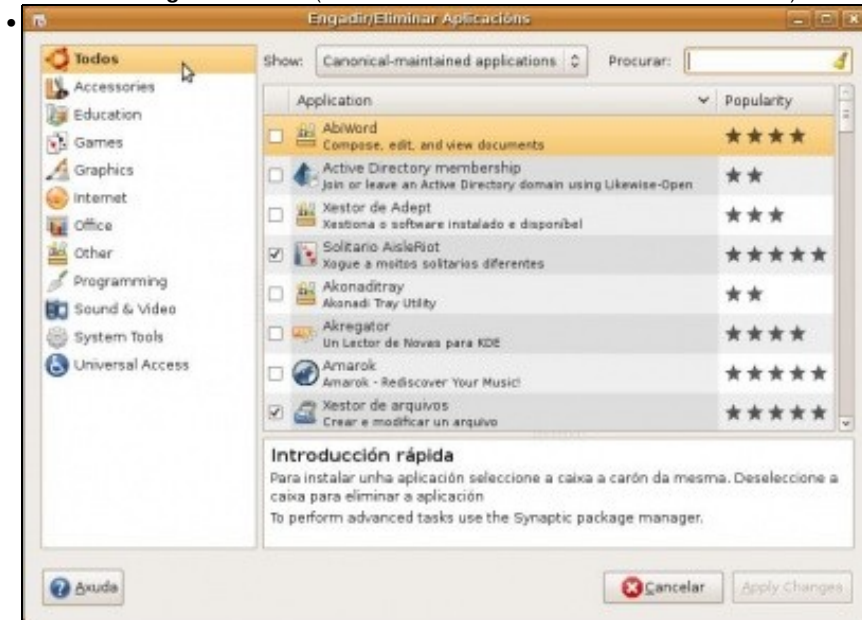 Engadir/Eliminar Aplicacións
Todos
Accessories
Education
Games
Graphics
Internet
Office
Other
Programming
Sound & Video
System Tools
Universal Access
Show: Canonical-maintained applications Procurar:
Application Popularity
AbiWord
Compose, edit, and view documents
Active Directory membership
Join or leave an Active Directory domain using Likewise-Open
Xestor de Adept
Xestiona o software instalado e dispoñíbel
Solitario AisleRiot
Xogue a moitos solitarios diferentes
Akonaditray
Akonadi Tray Utility
Akregator
Un Lector de Novas para KDE
Amarok
Amarok - Rediscover Your Music!
Xestor de arquivos
Crear e modificar un arquivo
Introducción rápida
Para instalar unha aplicación seleccione a caixa a carón da mesma. Deseleccione a
caixa para eliminar a aplicación
To perform advanced tasks use the Synaptic package manager.
Axuda Cancelar Apply Changes